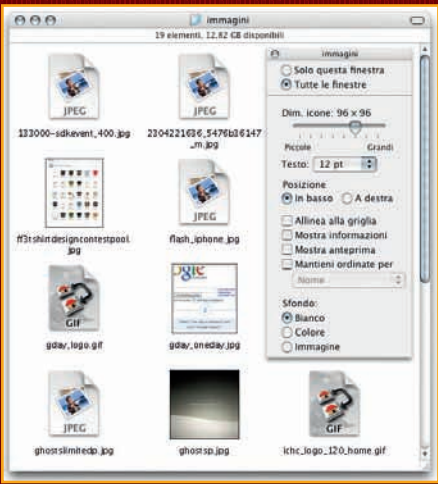 immagini
19 elementi, 12,82 GB disponibili
JPEG
133000-sdkevent_400.jpg
JPEG
2304221636_5476b36147
_m.jpg
ff3tshirtdesigncontestpool.
jpg
JPEG
flash_iphone.jpg
GIF
gday_logo.gif
gday_oneday.jpg
JPEG
ghostslimitedp.jpg
ghostsp.jpg
GIF
ichc_logo_120_home.gif
immagini
Solo questa finestra
Tutte le finestre
Dim. icone: 96 x 96
Piccole Grandi
Testo: 12 pt
Posizione
In basso A destra
Allinea alla griglia
Mostra informazioni
Mostra anteprima
Mantieni ordinate per
Nome
Sfondo:
Bianco
Colore
Immagine